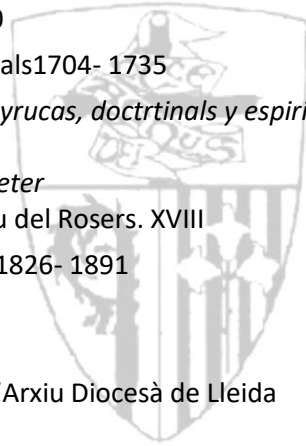 als1704- 1735
yrucas, doctrtinals y espiri
eter
u del Rosers. XVIII
1826- 1891
Arxiu Diocesà de Lleida